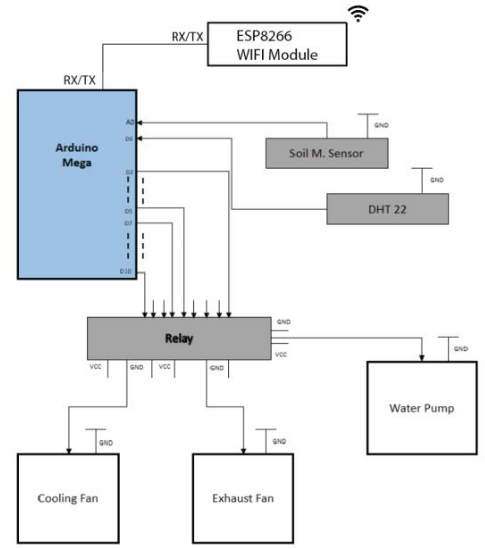 RX/TX
ESP8266
WIFI Module
RX/TX
Arduino
Mega
A0
D6
GND
Soil M. Sensor
GND
DHT 22
D2
D5
D7
D10
GND
Relay
VCC
VCC
GND
VCC
GND
GND
Water Pump
GND
GND
Cooling Fan
Exhaust Fan